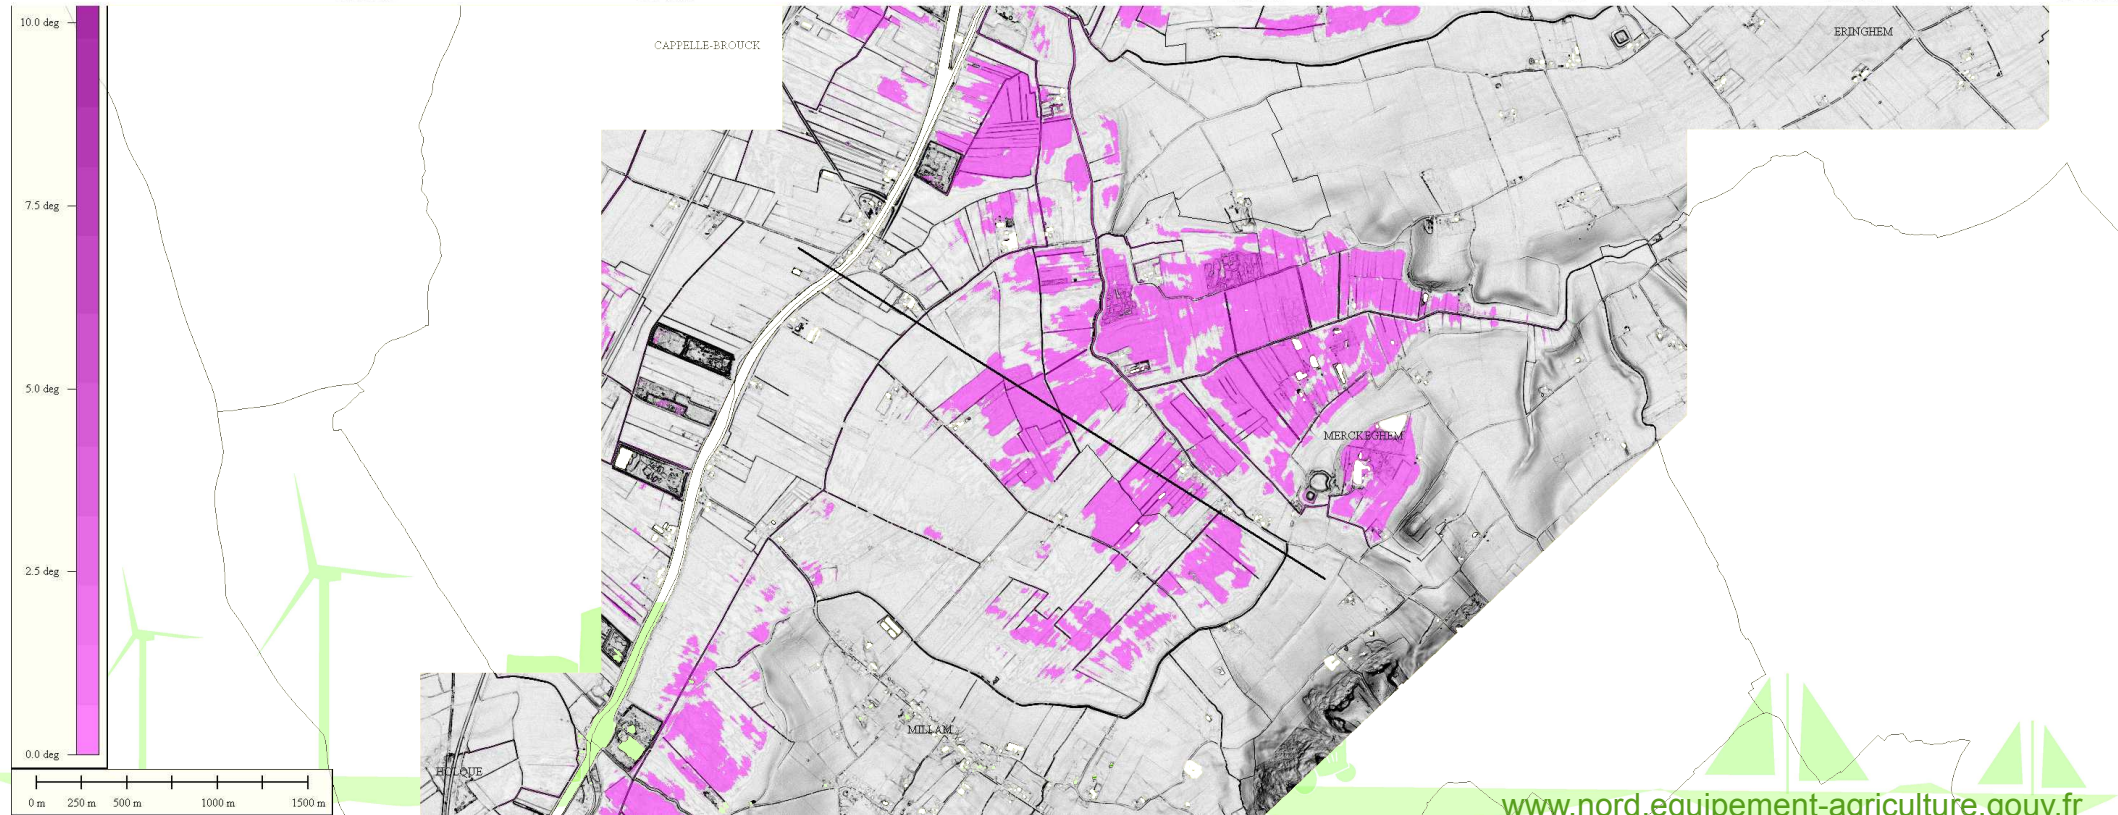 10.0 deg
CAPPELLE-BROUCK
ERINGHEM
7.5 deg
5.0 deg
MERCKEGHEM
2.5 deg
MILLAM
0.0 deg
HOLQUE
0 m 250 m 500 m 1000 m 1500 m
www.nord.equipement-agriculture.gouv.fr